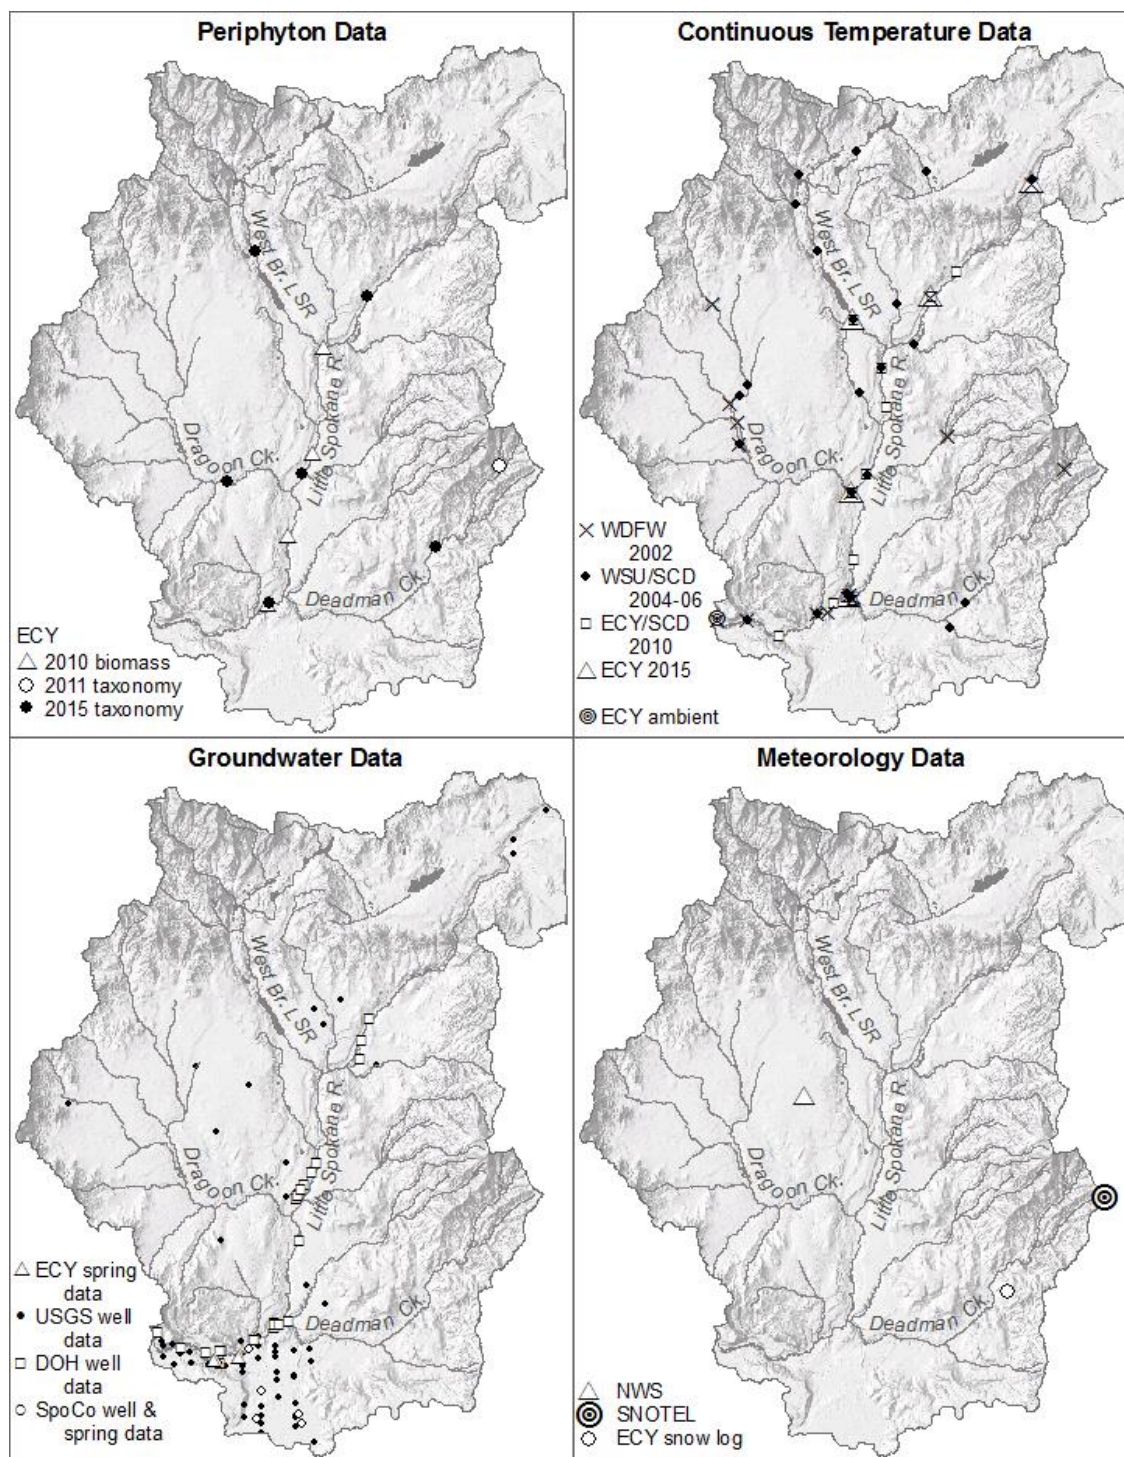 Periphyton Data
West Br. LSR
Little Spokane R.
Dragoon Ck.
Deadman Ck.
ECY
2010 biomass
2011 taxonomy
2015 taxonomy
Continuous Temperature Data
West Br. LSR
Little Spokane R.
Dragoon Ck.
Deadman Ck.
WDFW
2002
WSU/SCD
2004-06
ECY/SCD
2010
ECY 2015
ECY ambient
Groundwater Data
West Br. LSR
Little Spokane R.
Dragoon Ck.
Deadman Ck.
ECY spring
data
USGS well
data
DOH well
data
SpoCo well &
spring data
Meteorology Data
West Br. LSR
Little Spokane R.
Dragoon Ck.
Deadman Ck.
NWS
SNOTEL
ECY snow log